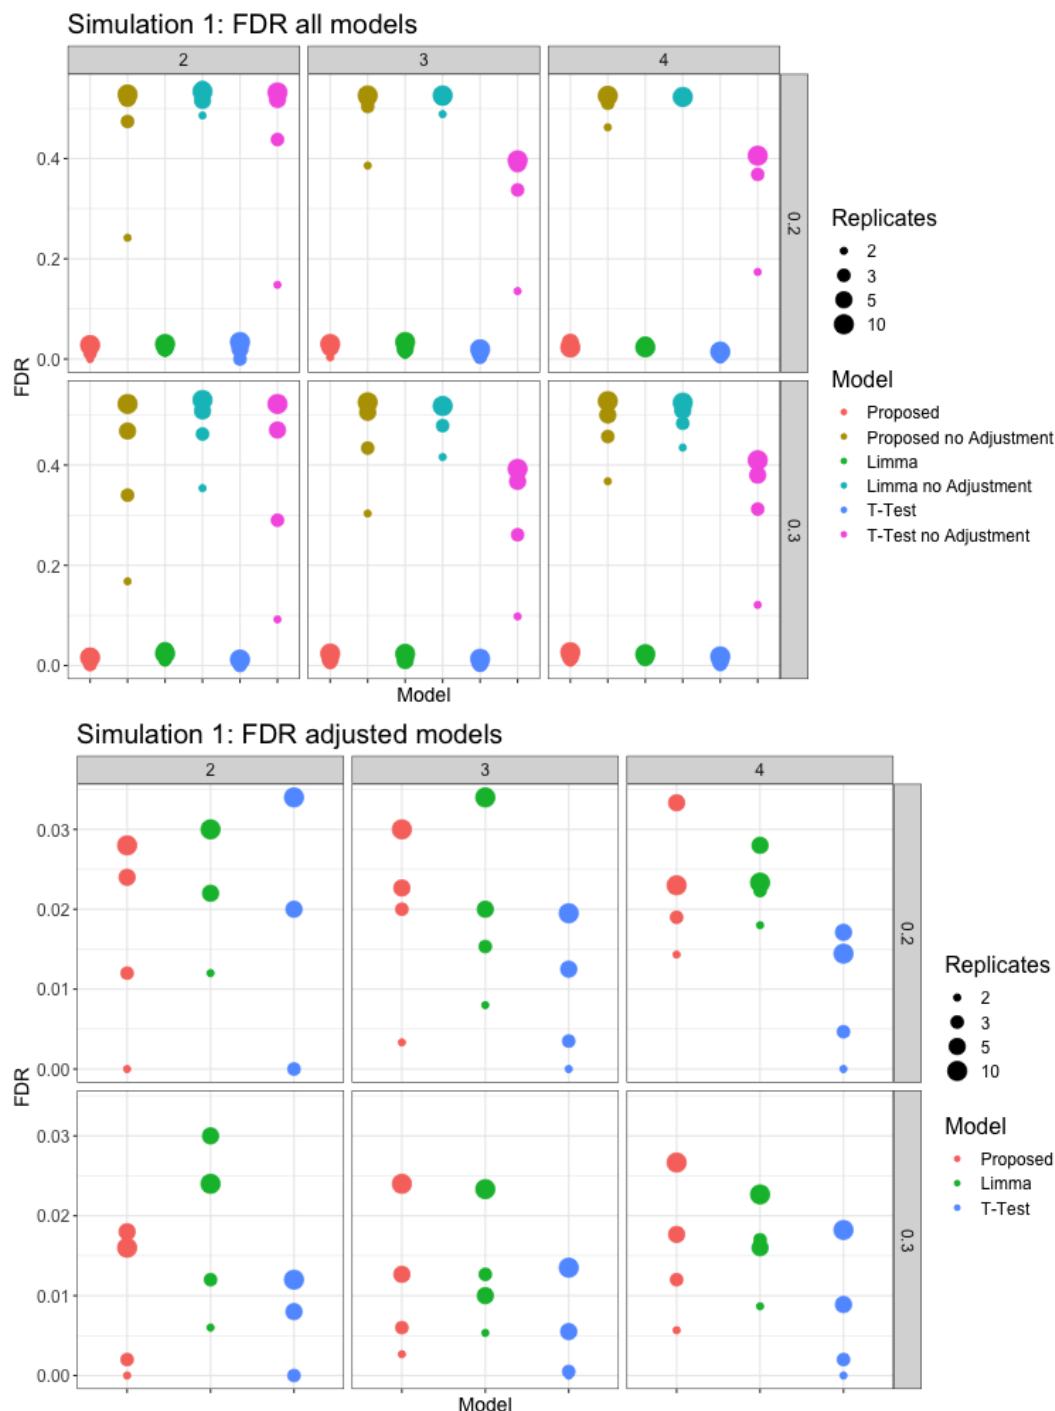 Simulation 1: FDR all models
2
3
4
0.4
0.2
0.0
0.2
FDR
0.4
0.2
0.0
0.3
Model
Replicates
2
3
5
10
Model
Proposed
Proposed no Adjustment
Limma
Limma no Adjustment
T-Test
T-Test no Adjustment
Simulation 1: FDR adjusted models
2
3
4
0.03
0.02
0.01
0.00
0.2
FDR
0.03
0.02
0.01
0.00
0.3
Model
Replicates
2
3
5
10
Model
Proposed
Limma
T-Test